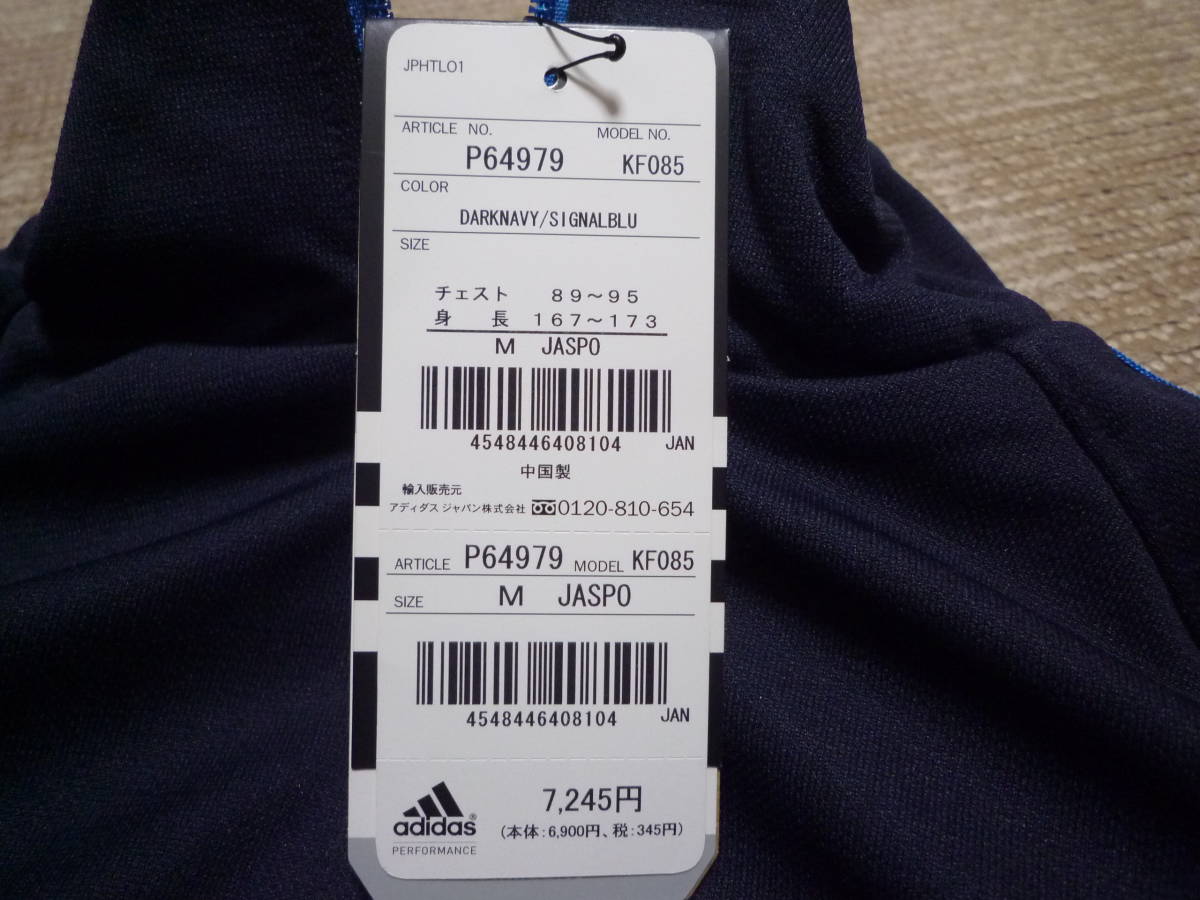 JPHTL01
ARTICLE NO. MODEL NO.
P64979 KF085
COLOR
DARKNAVY/SIGNALBLU
SIZE
チェスト 89～95
身長 167～173
M JASPO
4548446408104 JAN
中国製
輸入販売元
アディダス ジャパン株式会社 0120-810-654
ARTICLE P64979 MODEL KF085
SIZE M JASPO
4548446408104 JAN
adidas®
PERFORMANCE
7,245円
(本体:6,900円、税:345円)